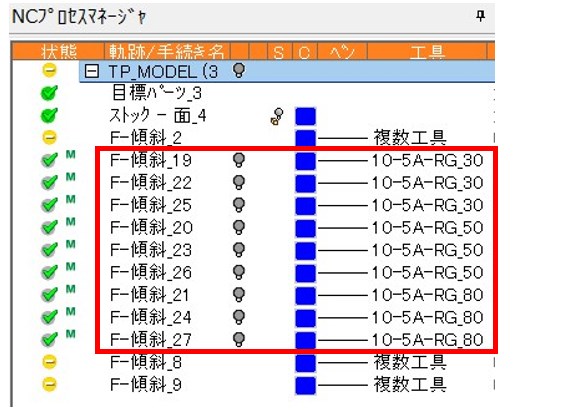 NCﾌﾟﾛｾｽﾏﾈｰｼﾞｬ
状態 軌跡/手続き名 S C ﾍﾟﾝ 工具
TP_MODEL (3
目標ﾊﾟｰﾂ_3
ｽﾄｯｸ - 面_4
F-傾斜_2 複数工具
M F-傾斜_19 10-5A-RG_30
M F-傾斜_22 10-5A-RG_30
M F-傾斜_25 10-5A-RG_30
M F-傾斜_20 10-5A-RG_50
M F-傾斜_23 10-5A-RG_50
M F-傾斜_26 10-5A-RG_50
M F-傾斜_21 10-5A-RG_80
M F-傾斜_24 10-5A-RG_80
M F-傾斜_27 10-5A-RG_80
F-傾斜_8 複数工具
F-傾斜_9 複数工具